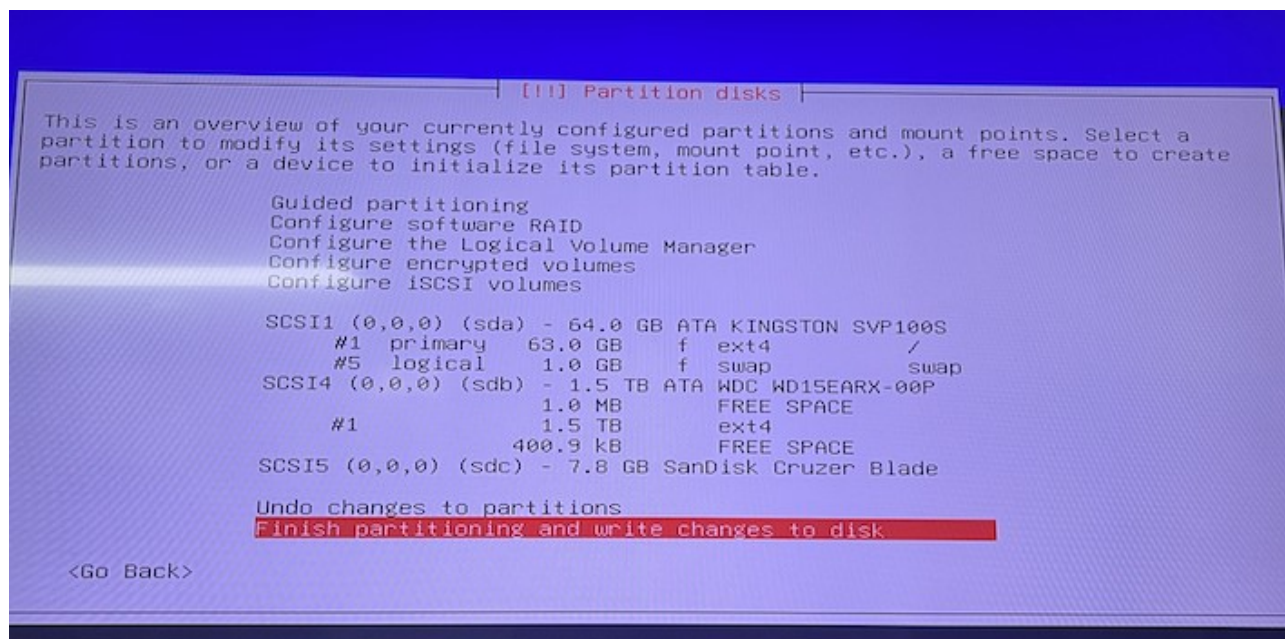 [!!] Partition disks
This is an overview of your currently configured partitions and mount points. Select a
partition to modify its settings (file system, mount point, etc.), a free space to create
partitions, or a device to initialize its partition table.
Guided partitioning
Configure software RAID
Configure the Logical Volume Manager
Configure encrypted volumes
Configure iSCSI volumes
SCSI1 (0,0,0) (sda) - 64.0 GB ATA KINGSTON SVP100S
#1 primary 63.0 GB f ext4 /
#5 logical 1.0 GB f swap swap
SCSI4 (0,0,0) (sdb) - 1.5 TB ATA WDC WD15EARX-00P
1.0 MB FREE SPACE
#1 1.5 TB ext4
400.9 kB FREE SPACE
SCSI5 (0,0,0) (sdc) - 7.8 GB SanDisk Cruzer Blade
Undo changes to partitions
Finish partitioning and write changes to disk
<Go Back>